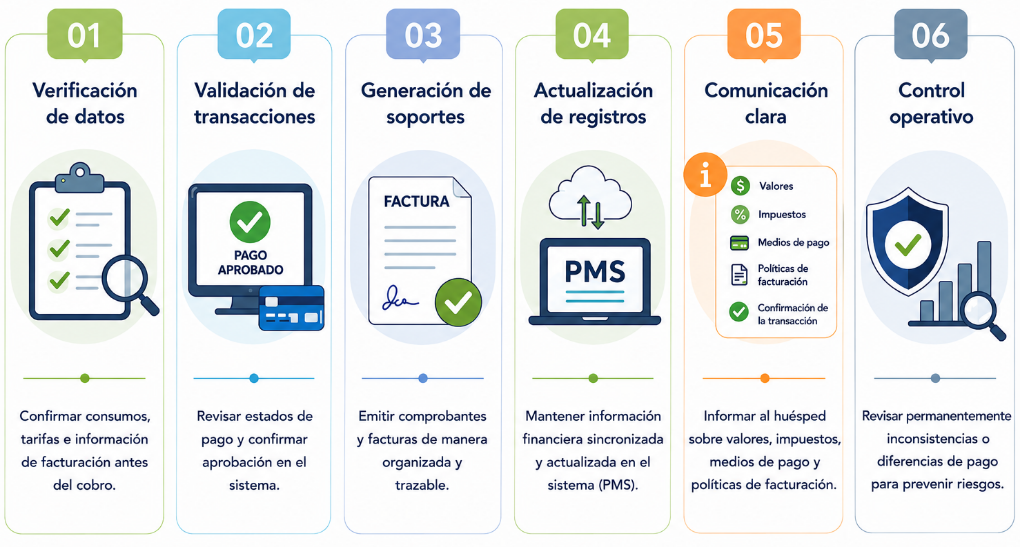 01
Verificación
de datos
Confirmar consumos,
tarifas e información
de facturación antes
del cobro.
02
Validación de
transacciones
PAGO
APROBADO
Revisar estados de
pago y confirmar
aprobación en el
sistema.
03
Generación de
soportes
FACTURA
Emitir comprobantes
y facturas de manera
organizada y
trazable.
04
Actualización
de registros
PMS
Mantener información
financiera sincronizada
y actualizada en el
sistema (PMS).
05
Comunicación
clara
i
$ Valores
% Impuestos
Medios de pago
Políticas de
facturación
Confirmación de
la transacción
Informar al huésped
sobre valores, impuestos,
medios de pago y
políticas de facturación.
06
Control
operativo
Revisar permanentemente
inconsistencias o
diferencias de pago
para prevenir riesgos.